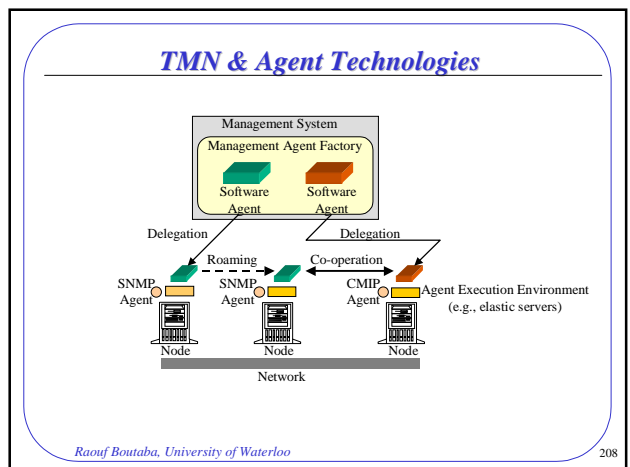 TMN & Agent Technologies
Management System
Management Agent Factory
Software
Agent
Software
Agent
Delegation
Delegation
Roaming
Co-operation
SNMP
Agent
SNMP
Agent
CMIP
Agent
Agent Execution Environment
(e.g., elastic servers)
Node
Node
Node
Network
Raouf Boutaba, University of Waterloo
208